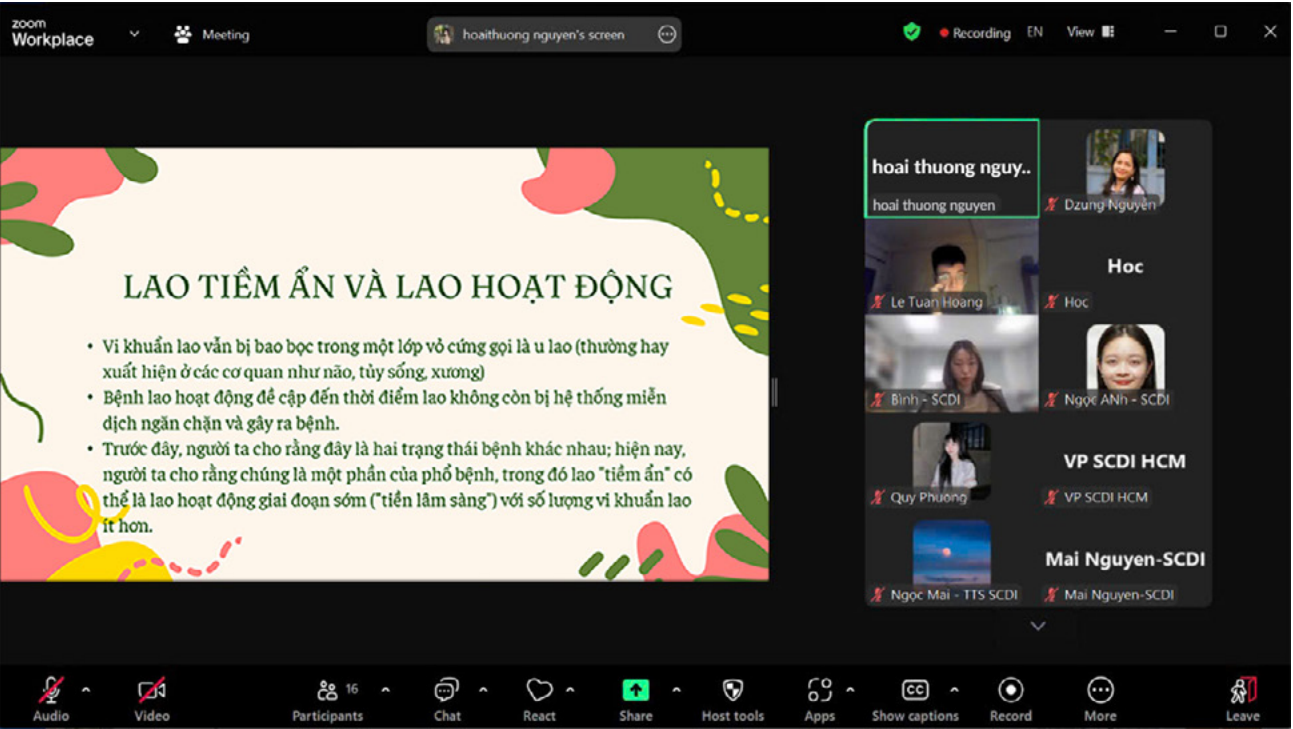 zoom
Workplace
Meeting
hoaithuong nguyen's screen
Recording
EN
View
LAO TIỀM ẨN VÀ LAO HOẠT ĐỘNG
• Vi khuẩn lao vẫn bị bao bọc trong một lớp vỏ cứng gọi là u lao (thường hay
xuất hiện ở các cơ quan như não, tủy sống, xương)
• Bệnh lao hoạt động đề cập đến thời điểm lao không còn bị hệ thống miễn
dịch ngăn chặn và gây ra bệnh.
• Trước đây, người ta cho rằng đây là hai trạng thái bệnh khác nhau; hiện nay,
người ta cho rằng chúng là một phần của phổ bệnh, trong đó lao "tiềm ẩn" có
thể là lao hoạt động giai đoạn sớm ("tiền lâm sàng") với số lượng vi khuẩn lao
ít hơn.
hoai thuong nguy..
hoai thuong nguyen
Dzung Nguyễn
Le Tuan Hoang
Hoc
Hoc
Bình - SCDI
Ngọc ANh - SCDI
Quy Phuong
VP SCDI HCM
VP SCDI HCM
Ngọc Mai - TTS SCDI
Mai Nguyen-SCDI
Mai Nguyen-SCDI
Audio
Video
16
Participants
Chat
React
Share
Host tools
Apps
CC
Show captions
Record
More
Leave